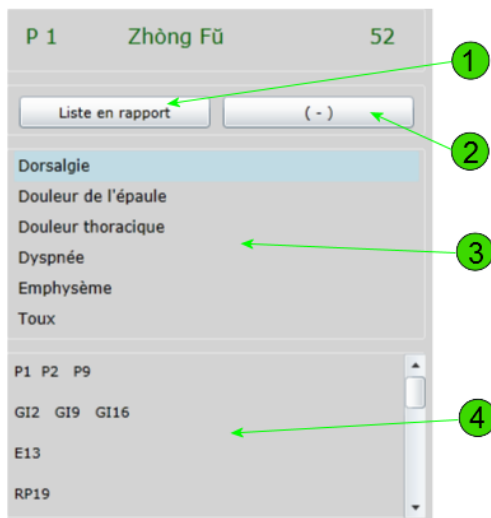 P 1 Zhòng Fŭ 52
1
Liste en rapport ( - )
2
Dorsalgie
Douleur de l'épaule
Douleur thoracique
3
Dyspnée
Emphysème
Toux
P1 P2 P9
GI2 GI9 GI16
4
E13
RP19